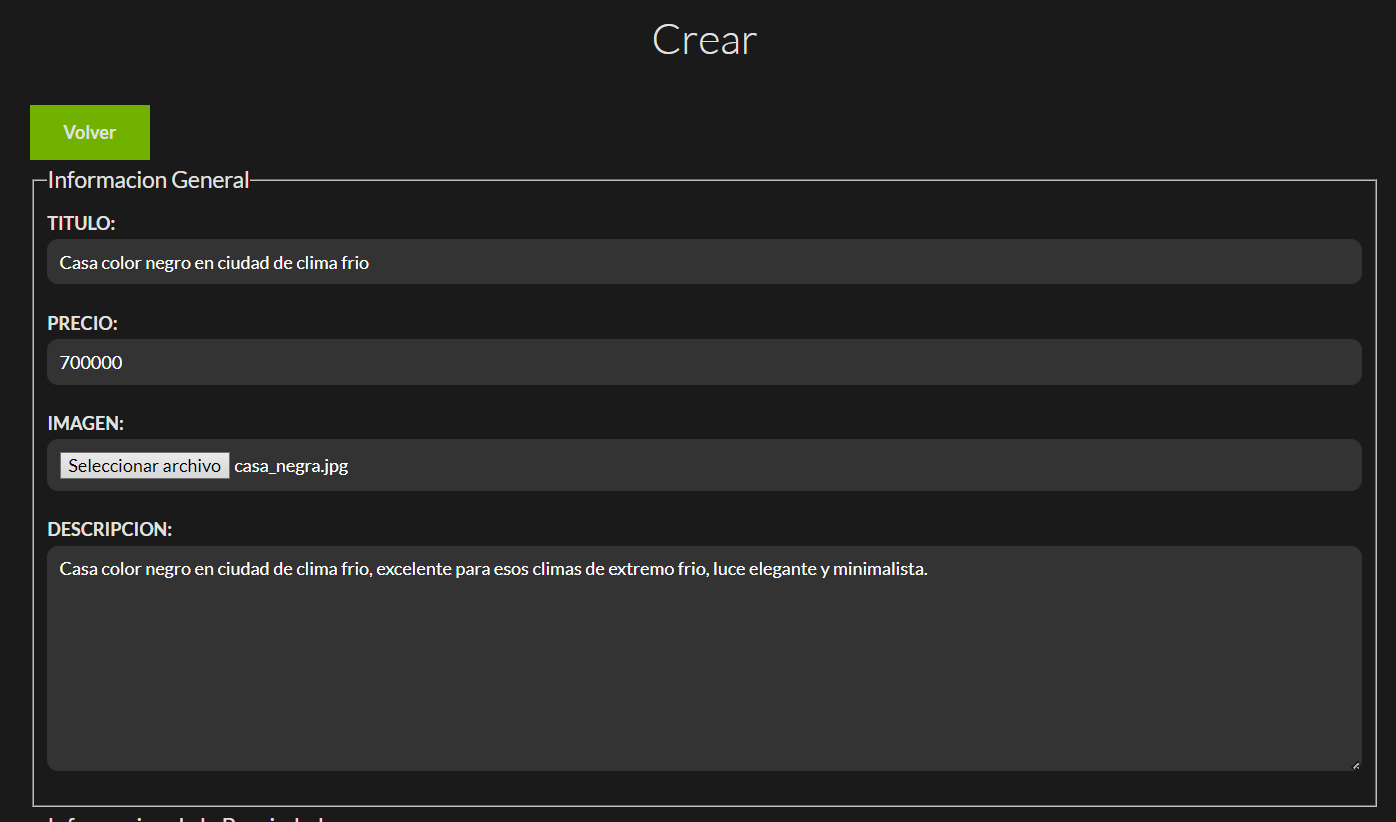 Crear
Volver
Informacion General
TITULO:
Casa color negro en ciudad de clima frio
PRECIO:
700000
IMAGEN:
Seleccionar archivo casa_negra.jpg
DESCRIPCION:
Casa color negro en ciudad de clima frio, excelente para esos climas de extremo frio, luce elegante y minimalista.